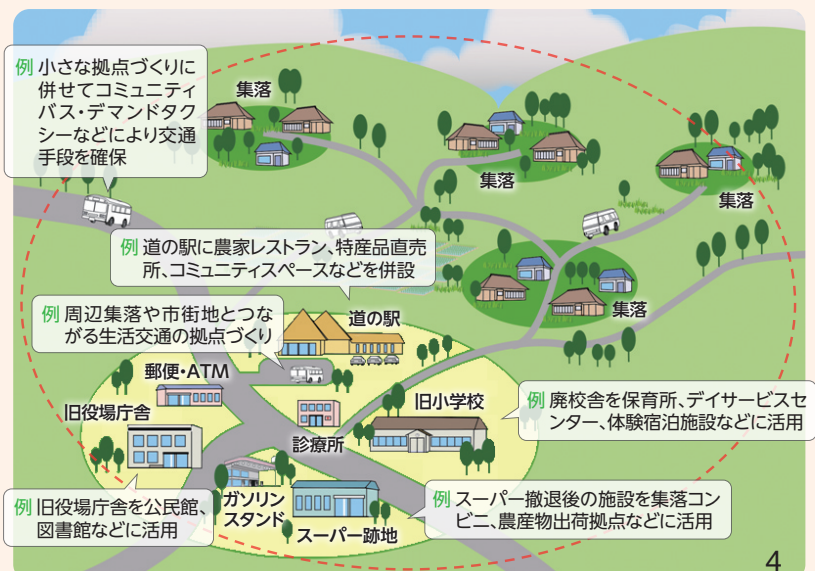 例 小さな拠点づくりに
併せてコミュニティ
バス・デマンドタク
シーなどにより交通
手段を確保
集落
集落
集落
集落
例 道の駅に農家レストラン、特産品直売
所、コミュニティスペースなどを併設
例 周辺集落や市街地とつな
がる生活交通の拠点づくり
道の駅
郵便・ATM
旧役場庁舎
診療所
旧小学校
例 廃校舎を保育所、デイサービスセ
ンター、体験宿泊施設などに活用
例 旧役場庁舎を公民館、
図書館などに活用
ガソリン
スタンド
スーパー跡地
例 スーパー撤退後の施設を集落コン
ビニ、農産物出荷拠点などに活用
4